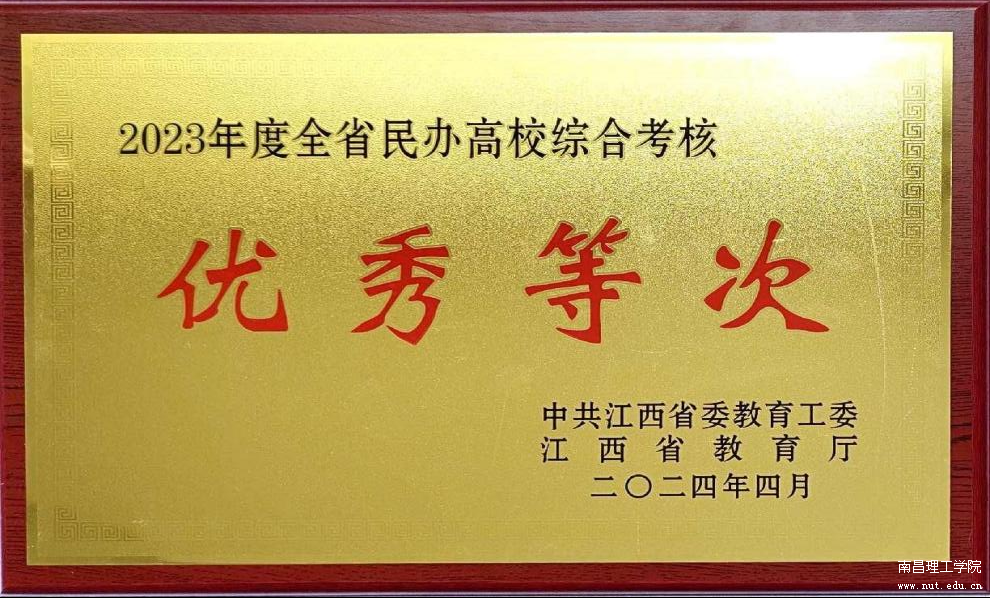 2023年度全省民办高校综合考核
优秀等次
中共江西省委教育工委
江西省教育厅
二〇二四年四月
南昌理工学院
www.nut.edu.cn